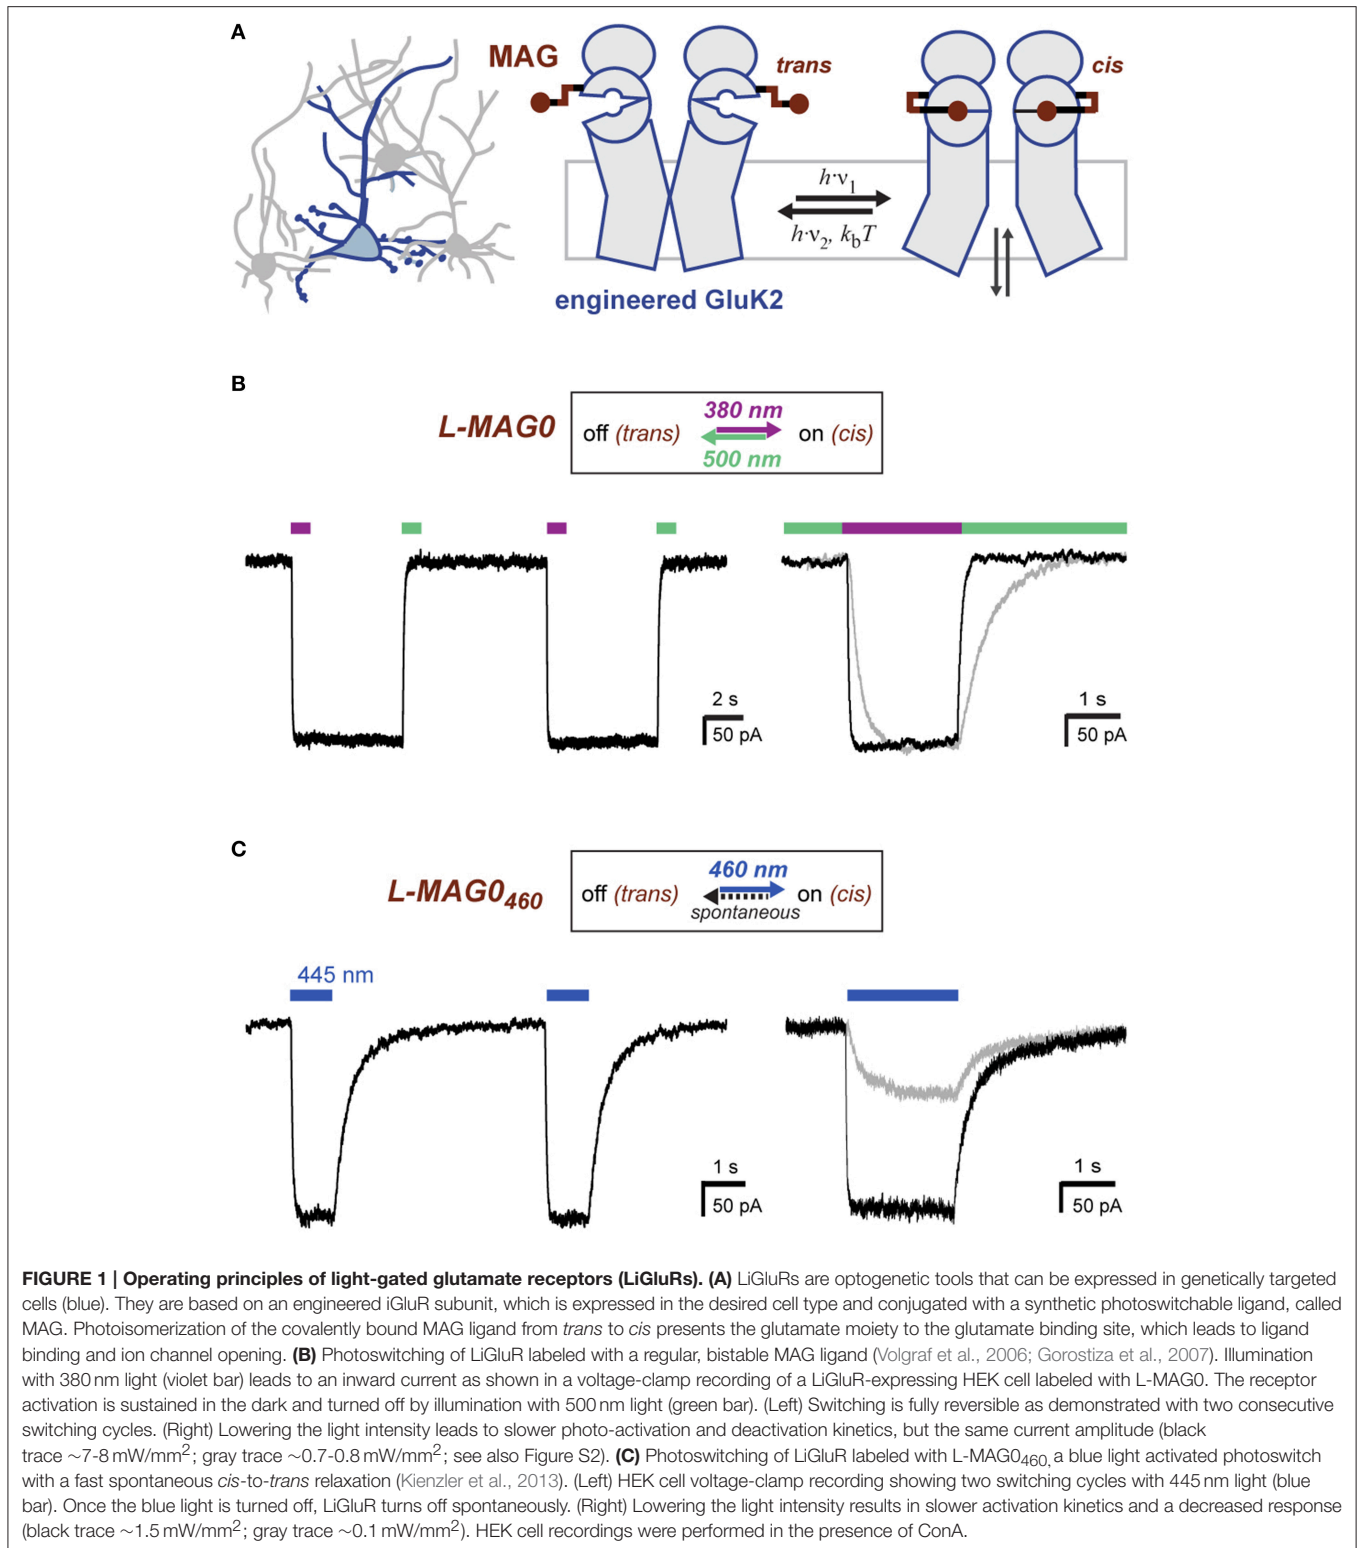 A
MAG
trans
cis
h·ν1
h·ν2, kbT
engineered GluK2
B
L-MAG0
off (trans)
380 nm
500 nm
on (cis)
2 s
50 pA
1 s
50 pA
C
L-MAG0460
off (trans)
460 nm
spontaneous
on (cis)
445 nm
1 s
50 pA
1 s
50 pA
FIGURE 1 | Operating principles of light-gated glutamate receptors (LiGluRs). (A) LiGluRs are optogenetic tools that can be expressed in genetically targeted
cells (blue). They are based on an engineered iGluR subunit, which is expressed in the desired cell type and conjugated with a synthetic photoswitchable ligand, called
MAG. Photoisomerization of the covalently bound MAG ligand from trans to cis presents the glutamate moiety to the glutamate binding site, which leads to ligand
binding and ion channel opening. (B) Photoswitching of LiGluR labeled with a regular, bistable MAG ligand (Volgraf et al., 2006; Gorostiza et al., 2007). Illumination
with 380 nm light (violet bar) leads to an inward current as shown in a voltage-clamp recording of a LiGluR-expressing HEK cell labeled with L-MAG0. The receptor
activation is sustained in the dark and turned off by illumination with 500 nm light (green bar). (Left) Switching is fully reversible as demonstrated with two consecutive
switching cycles. (Right) Lowering the light intensity leads to slower photo-activation and deactivation kinetics, but the same current amplitude (black
trace ∼7-8 mW/mm2; gray trace ∼0.7-0.8 mW/mm2; see also Figure S2). (C) Photoswitching of LiGluR labeled with L-MAG0460, a blue light activated photoswitch
with a fast spontaneous cis-to-trans relaxation (Kienzler et al., 2013). (Left) HEK cell voltage-clamp recording showing two switching cycles with 445 nm light (blue
bar). Once the blue light is turned off, LiGluR turns off spontaneously. (Right) Lowering the light intensity results in slower activation kinetics and a decreased response
(black trace ∼1.5 mW/mm2; gray trace ∼0.1 mW/mm2). HEK cell recordings were performed in the presence of ConA.